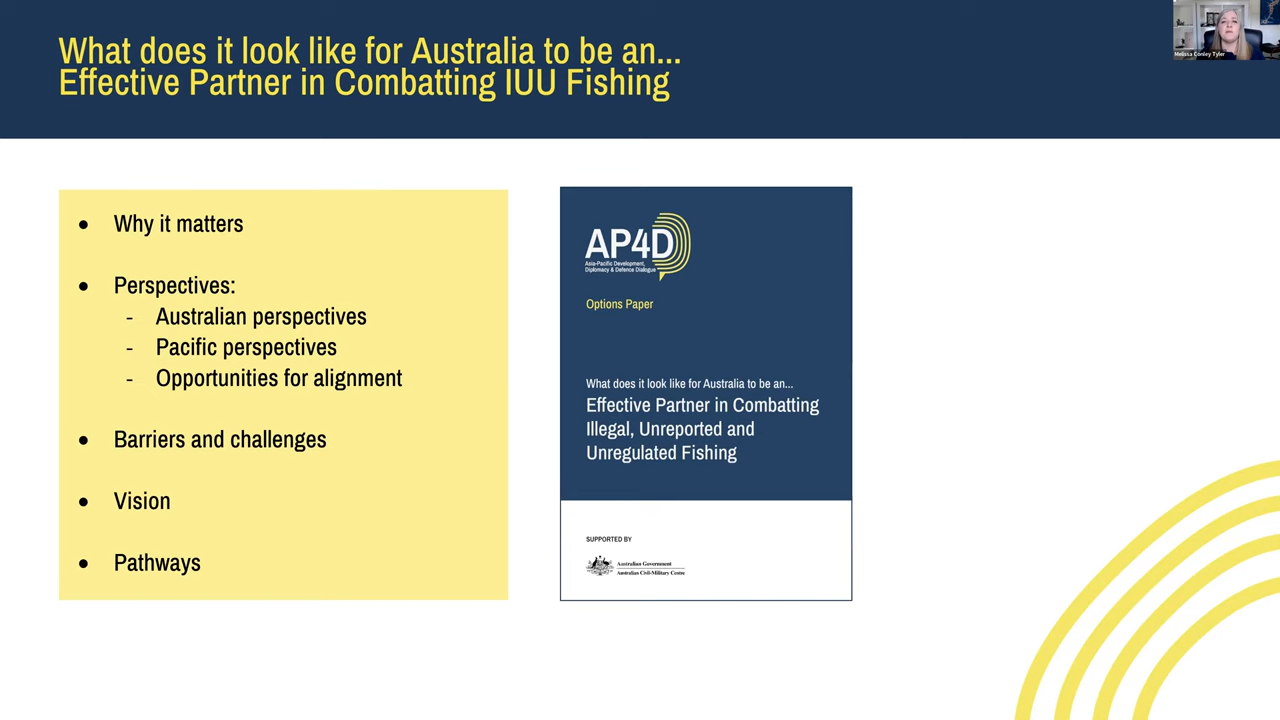 What does it look like for Australia to be an...
Effective Partner in Combatting IUU Fishing
Melissa Conley Tyler
• Why it matters
• Perspectives:
- Australian perspectives
- Pacific perspectives
- Opportunities for alignment
• Barriers and challenges
• Vision
• Pathways
AP4D
Asia-Pacific Development,
Diplomacy & Defence Dialogue
Options Paper
What does it look like for Australia to be an...
Effective Partner in Combatting
Illegal, Unreported and
Unregulated Fishing
SUPPORTED BY
Australian Government
Australian Civil-Military Centre